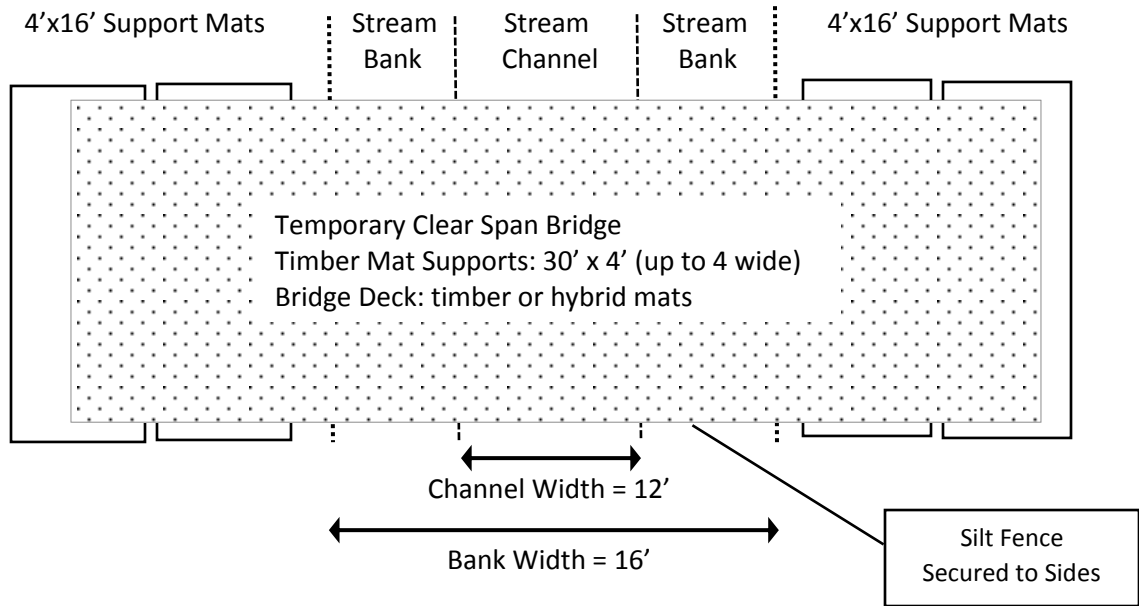 4’x16’ Support Mats
Stream
Bank
Stream
Channel
Stream
Bank
4’x16’ Support Mats
Temporary Clear Span Bridge
Timber Mat Supports: 30’ x 4’ (up to 4 wide)
Bridge Deck: timber or hybrid mats
Channel Width = 12’
Bank Width = 16’
Silt Fence
Secured to Sides